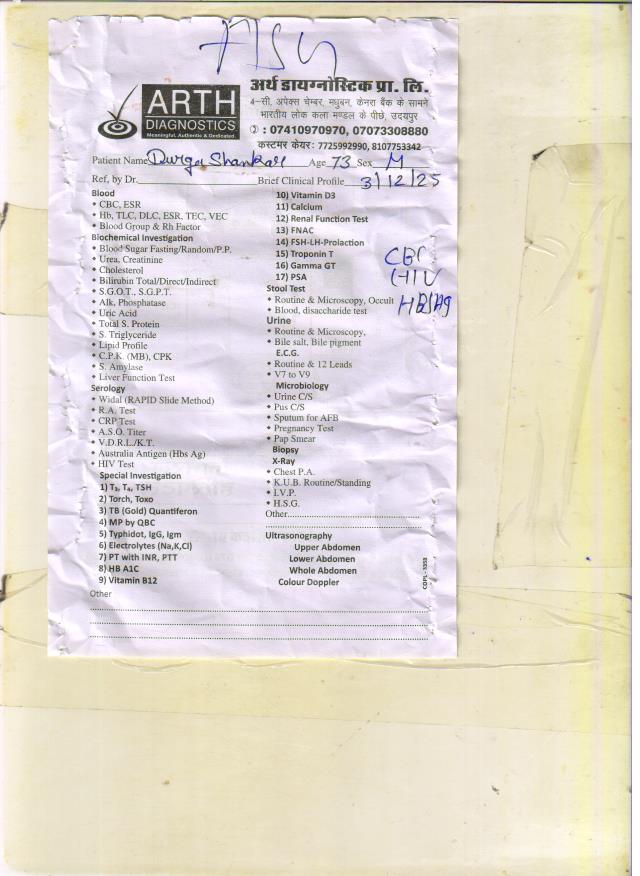 ASG
अर्थ डायग्नोस्टिक प्रा. लि.
ARTH
DIAGNOSTICS
Meaningful, Authentic & Dedicated.
4-सी, अपेक्स चेम्बर, मधुबन, केनरा बैंक के सामने
भारतीय लोक कला मण्डल के पीछे, उदयपुर
: 07410970970, 07073308880
कस्टमर केयर: 7725992990, 8107753342
Patient Name Durga Shankar Age 73 Sex M
Ref, by Dr. Brief Clinical Profile 3/12/25
Blood
• CBC, ESR
• Hb, TLC, DLC, ESR, TEC, VEC
• Blood Group & Rh Factor
Biochemical Investigation
• Blood Sugar Fasting/Random/P.P.
• Urea, Creatinine
• Cholesterol
• Bilirubin Total/Direct/Indirect
• S.G.O.T., S.G.P.T.
• Alk, Phosphatase
• Uric Acid
• Total S. Protein
• S. Triglyceride
• Lipid Profile
• C.P.K. (MB), CPK
• S. Amylase
• Liver Function Test
Serology
• Widal (RAPID Slide Method)
• R.A. Test
• CRP Test
• A.S.O. Titer
• V.D.R.L./K.T.
• Australia Antigen (Hbs Ag)
• HIV Test
Special Investigation
1) T₃, T₄, TSH
2) Torch, Toxo
3) TB (Gold) Quantiferon
4) MP by QBC
5) Typhidot, IgG, Igm
6) Electrolytes (Na,K,Cl)
7) PT with INR, PTT
8) HB A1C
9) Vitamin B12
Other
10) Vitamin D3
11) Calcium
12) Renal Function Test
13) FNAC
14) FSH-LH-Prolaction
15) Troponin T
16) Gamma GT
17) PSA
Stool Test
• Routine & Microscopy, Occult
• Blood, disaccharide test
Urine
• Routine & Microscopy,
• Bile salt, Bile pigment
E.C.G.
• Routine & 12 Leads
• V7 to V9
Microbiology
• Urine C/S
• Pus C/S
• Sputum for AFB
• Pregnancy Test
• Pap Smear
Biopsy
X-Ray
• Chest P.A.
• K.U.B. Routine/Standing
• I.V.P.
• H.S.G.
Other
Ultrasonography
Upper Abdomen
Lower Abdomen
Whole Abdomen
Colour Doppler
CBC
HIV
HBSAg